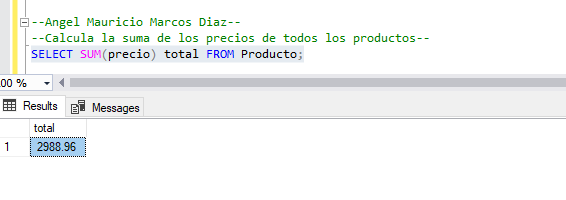 --Angel Mauricio Marcos Diaz--
--Calcula la suma de los precios de todos los productos--
SELECT SUM(precio) total FROM Producto;
00 %
Results Messages
total
1 2988.96